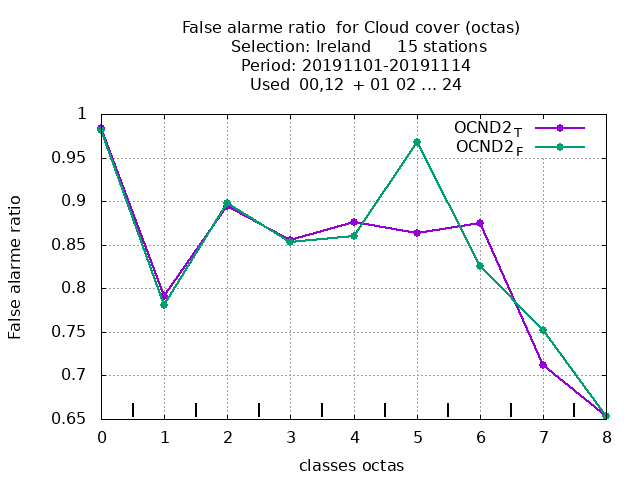 False alarme ratio  for Cloud cover (octas)
Selection: Ireland     15 stations
Period: 20191101-20191114
Used  00,12  + 01 02 ... 24
OCND2T
OCND2F
1
0.95
0.9
0.85
0.8
0.75
0.7
0.65
False alarme ratio
0 1 2 3 4 5 6 7 8
classes octas